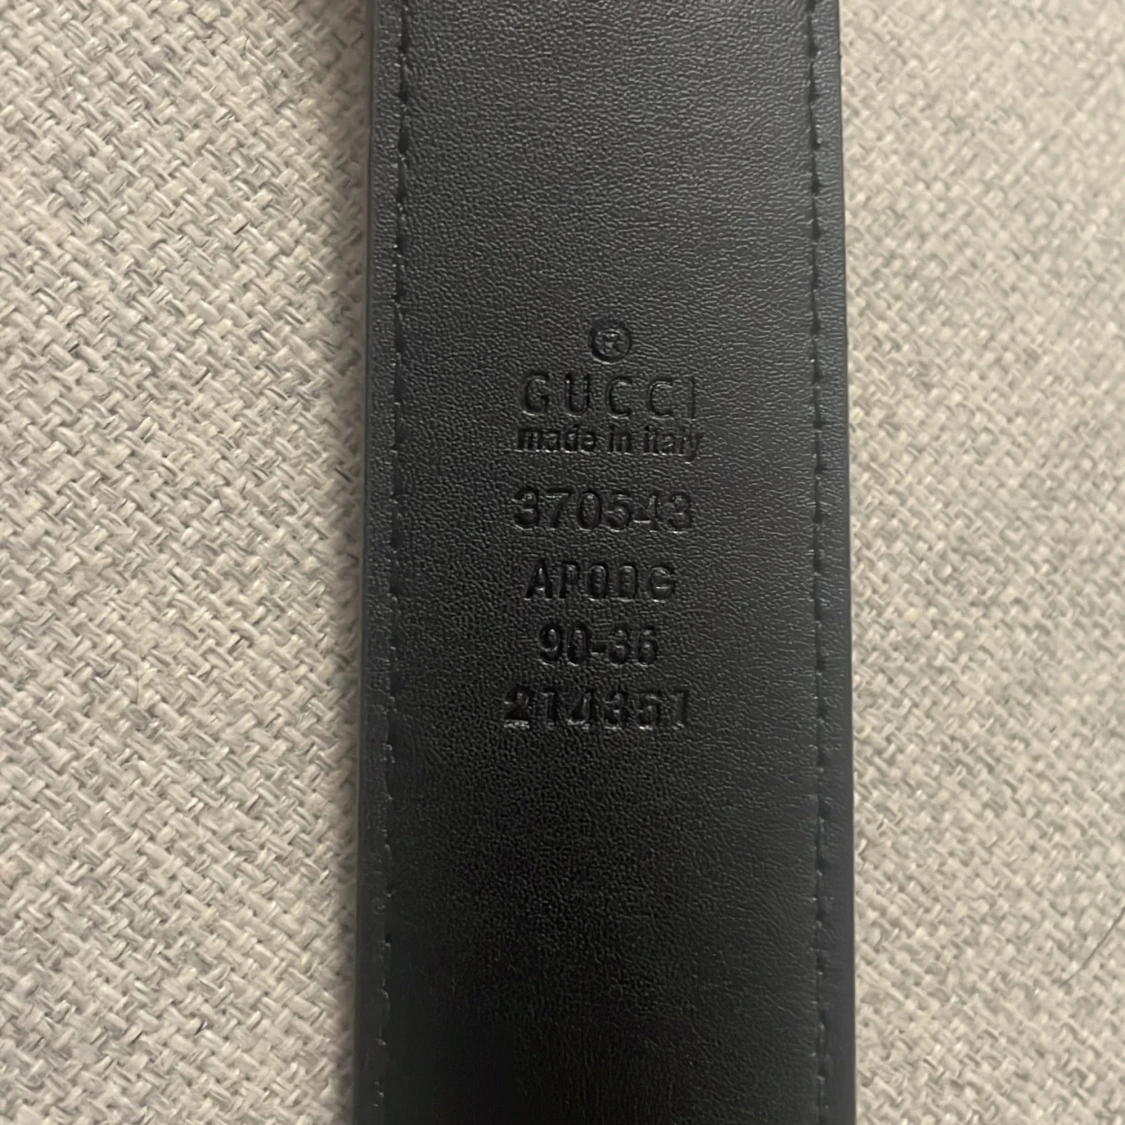 ®
GUCCI
made in italy
370543
AP00G
90-36
214351